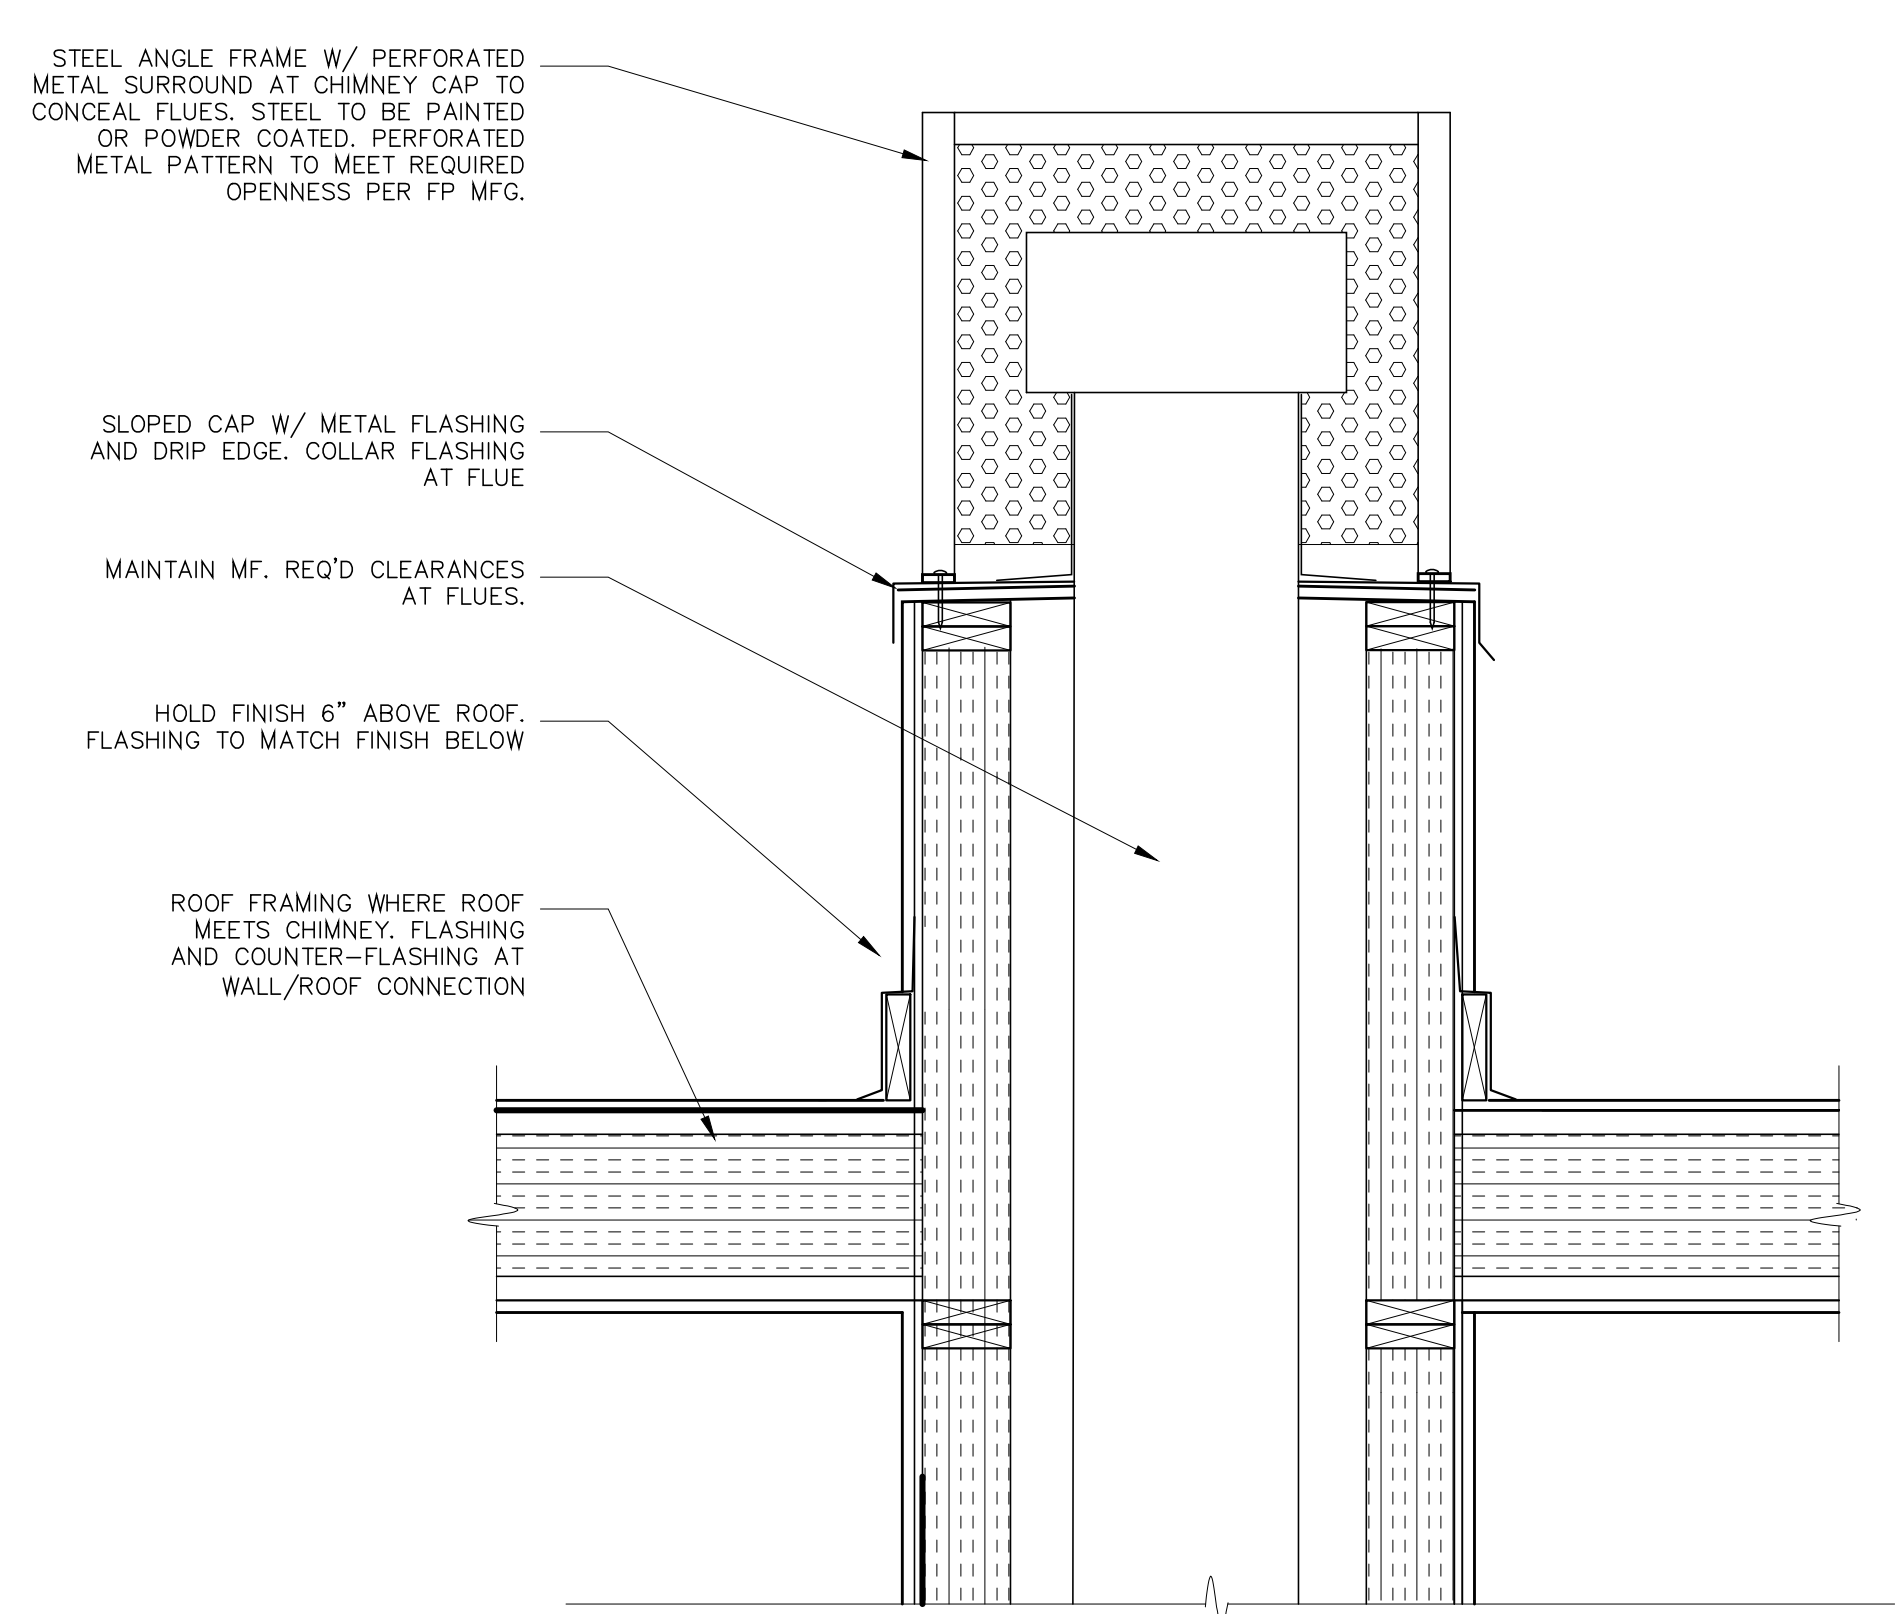 STEEL ANGLE FRAME W/ PERFORATED
METAL SURROUND AT CHIMNEY CAP TO
CONCEAL FLUES. STEEL TO BE PAINTED
OR POWDER COATED. PERFORATED
METAL PATTERN TO MEET REQUIRED
OPENNESS PER FP MFG.
SLOPED CAP W/ METAL FLASHING
AND DRIP EDGE. COLLAR FLASHING
AT FLUE
MAINTAIN MF. REQ'D CLEARANCES
AT FLUES.
HOLD FINISH 6" ABOVE ROOF.
FLASHING TO MATCH FINISH BELOW
ROOF FRAMING WHERE ROOF
MEETS CHIMNEY. FLASHING
AND COUNTER-FLASHING AT
WALL/ROOF CONNECTION